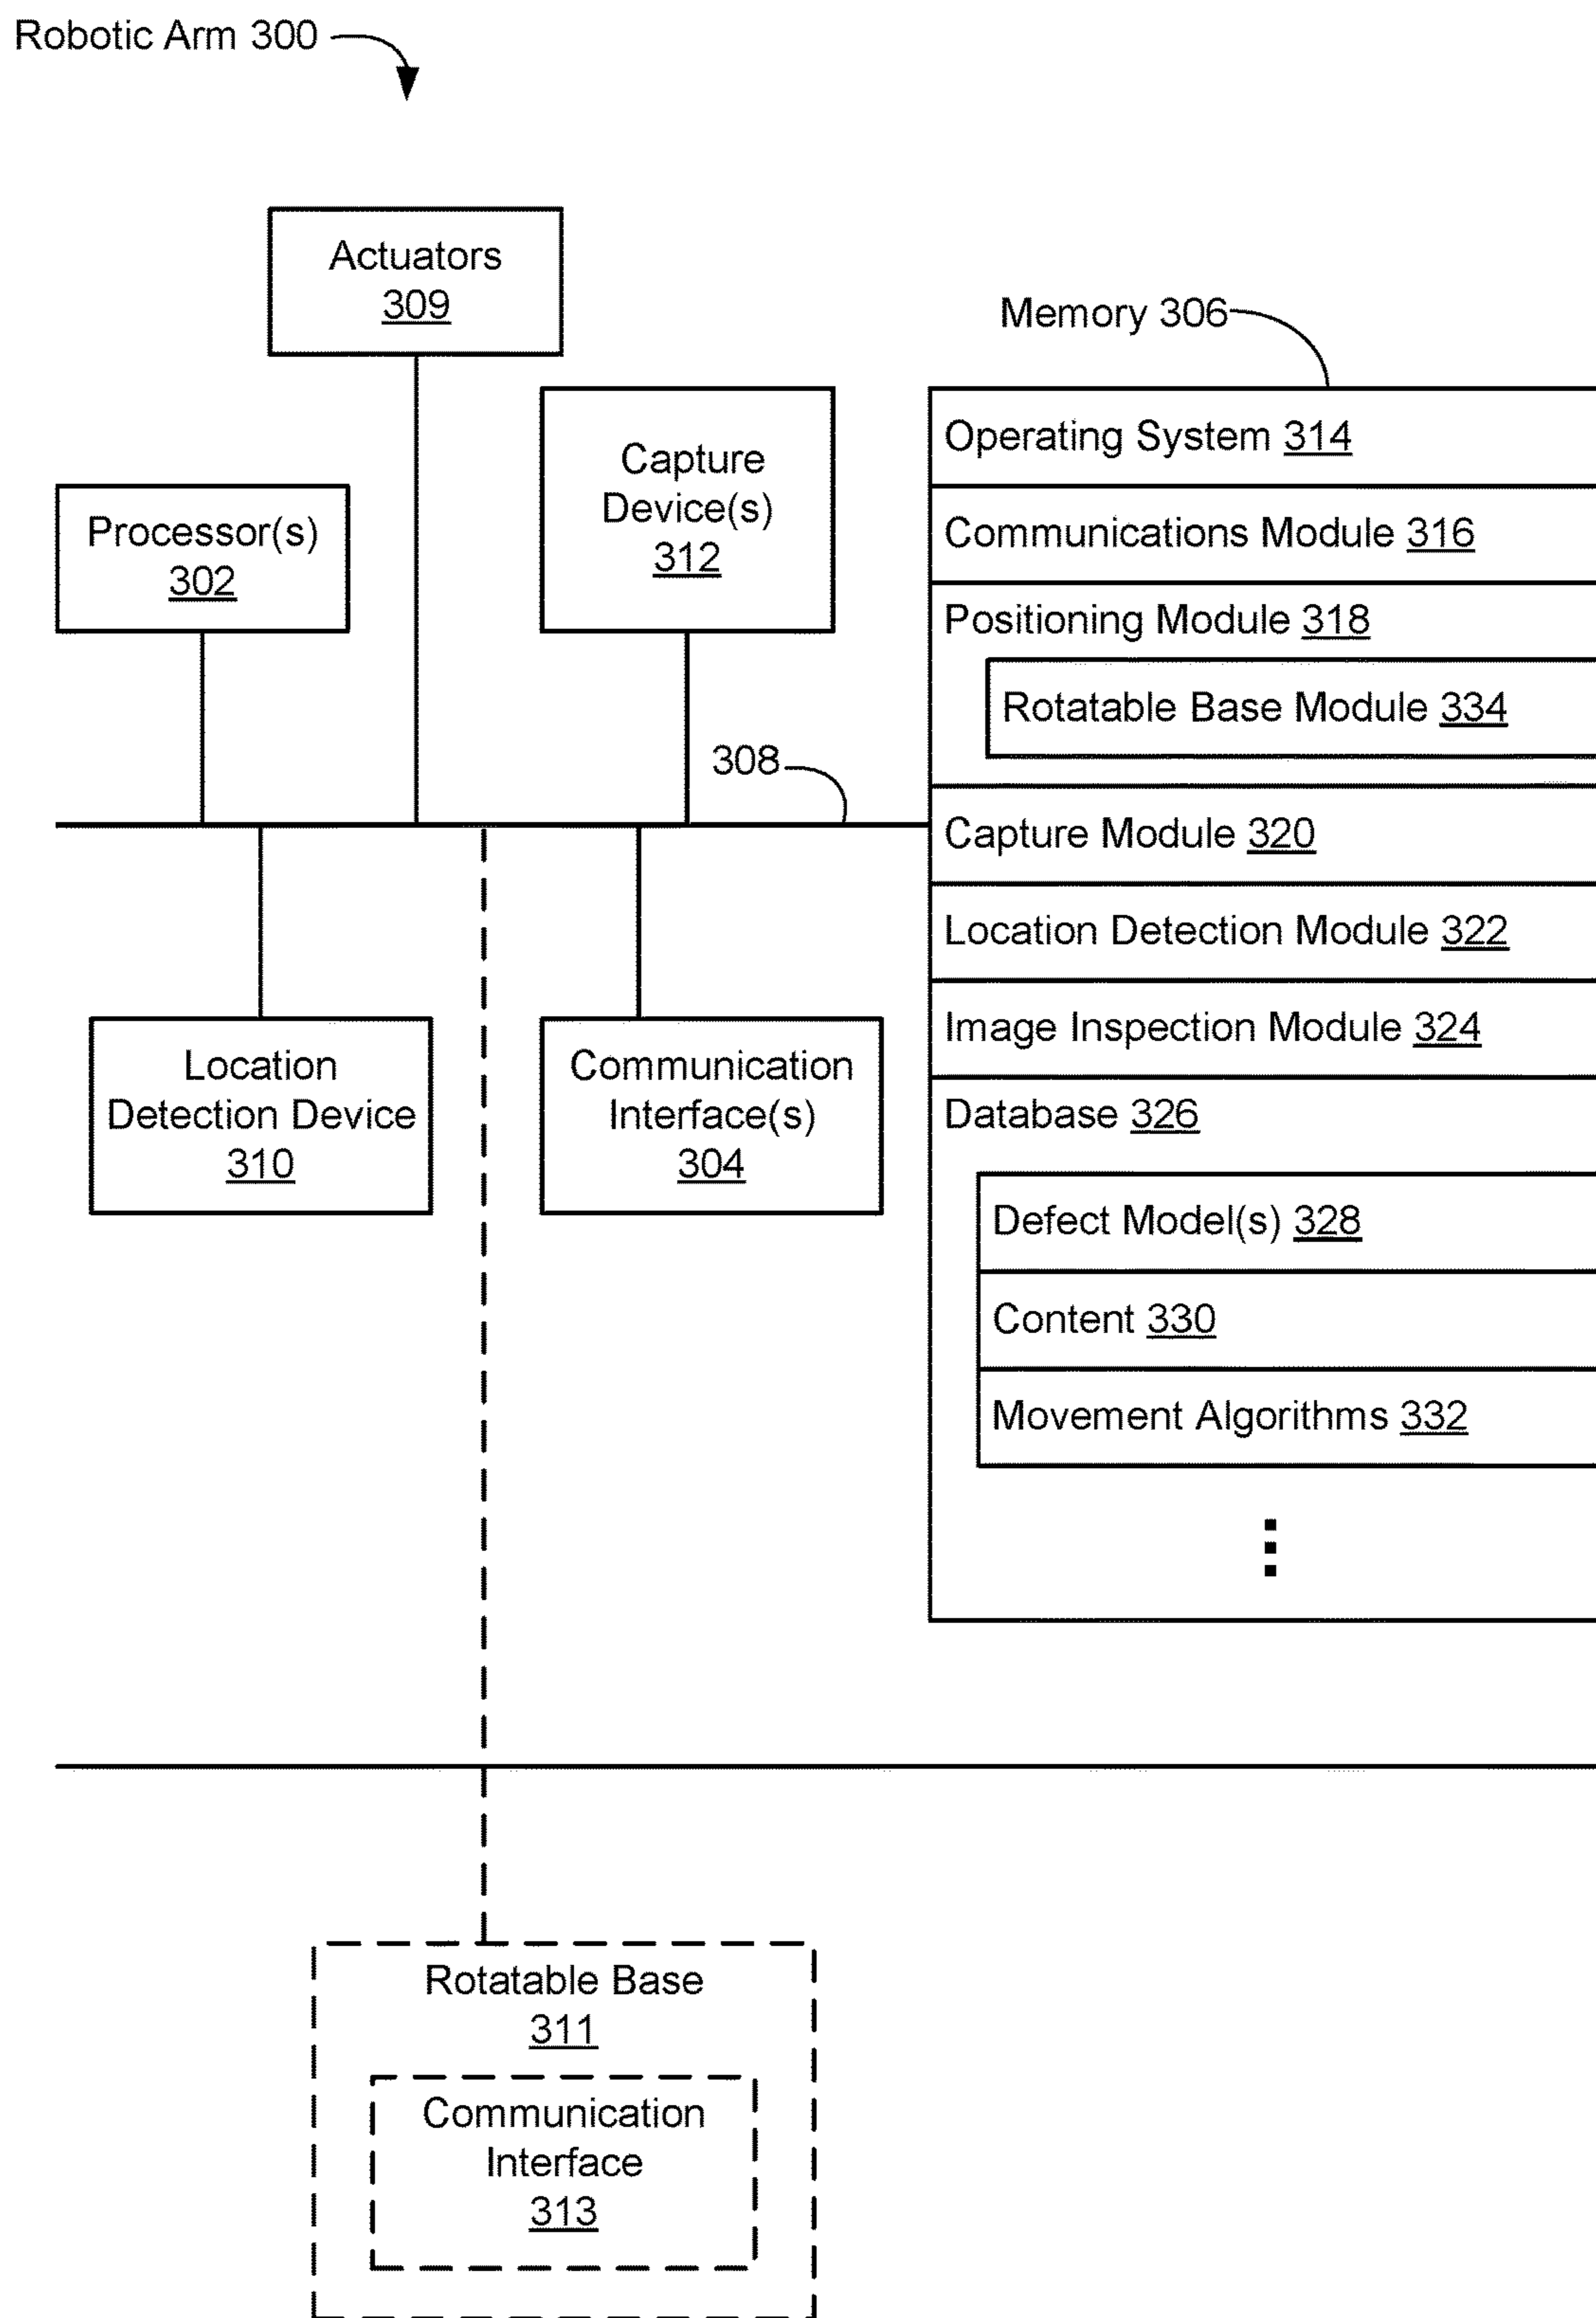 Robotic Arm 300
Actuators
309
Memory 306
Capture
Device(s)
312
Processor(s)
302
308
Location
Detection Device
310
Communication
Interface(s)
304
Operating System 314
Communications Module 316
Positioning Module 318
Rotatable Base Module 334
Capture Module 320
Location Detection Module 322
Image Inspection Module 324
Database 326
Defect Model(s) 328
Content 330
Movement Algorithms 332
Rotatable Base
311
Communication
Interface
313